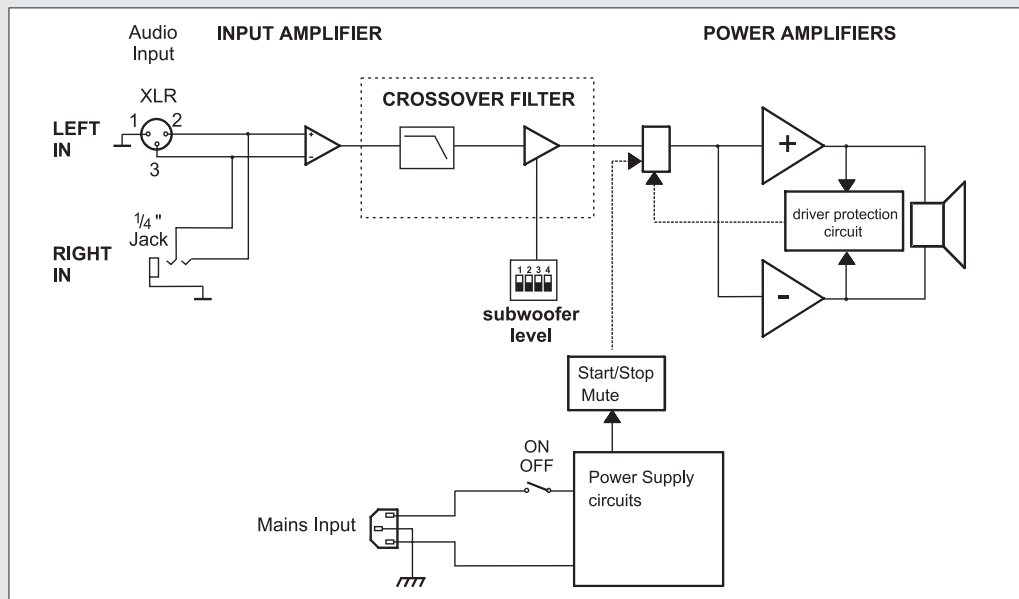 Audio
Input
INPUT AMPLIFIER
POWER AMPLIFIERS
CROSSOVER FILTER
XLR
LEFT
IN
1
2
3
+
-
1/4"
Jack
RIGHT
IN
1 2 3 4
subwoofer
level
+
driver protection
circuit
-
Start/Stop
Mute
ON
OFF
Power Supply
circuits
Mains Input